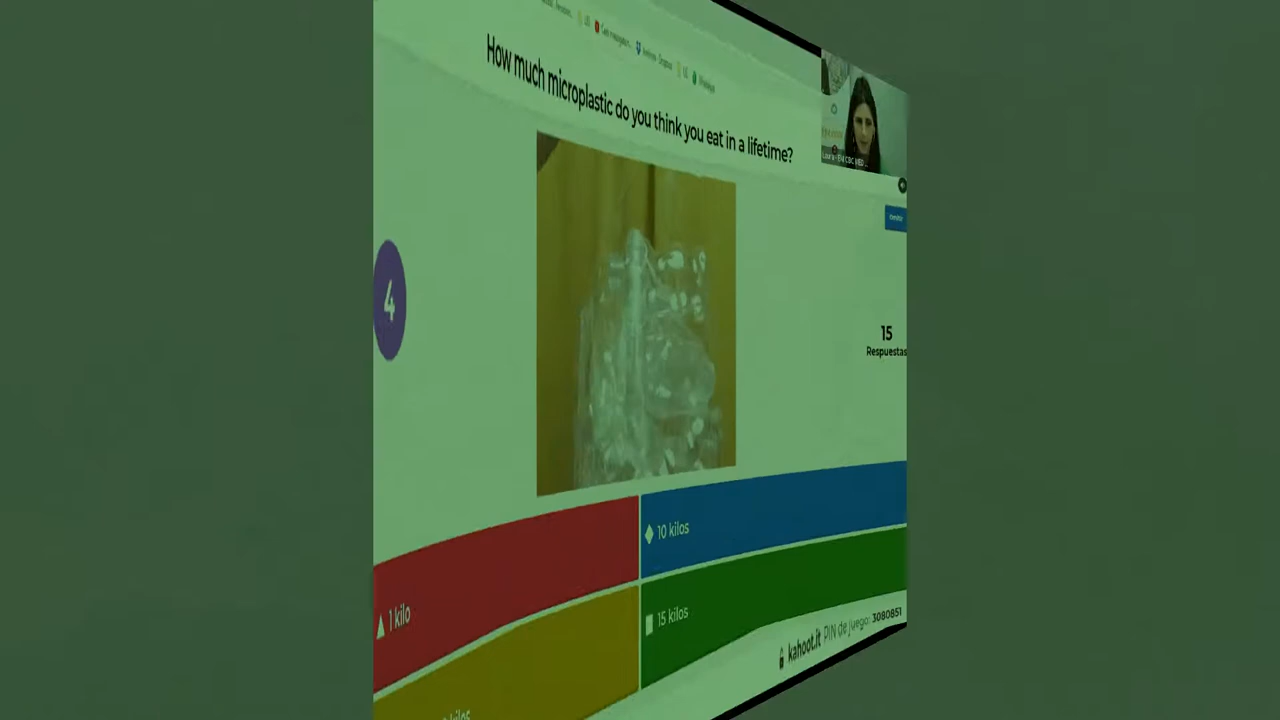 How much microplastic do you think you eat in a lifetime?
4
15
Respuestas
10 kilos
1 kilo
15 kilos
kilos
kahoot.it PIN de juego: 3080851